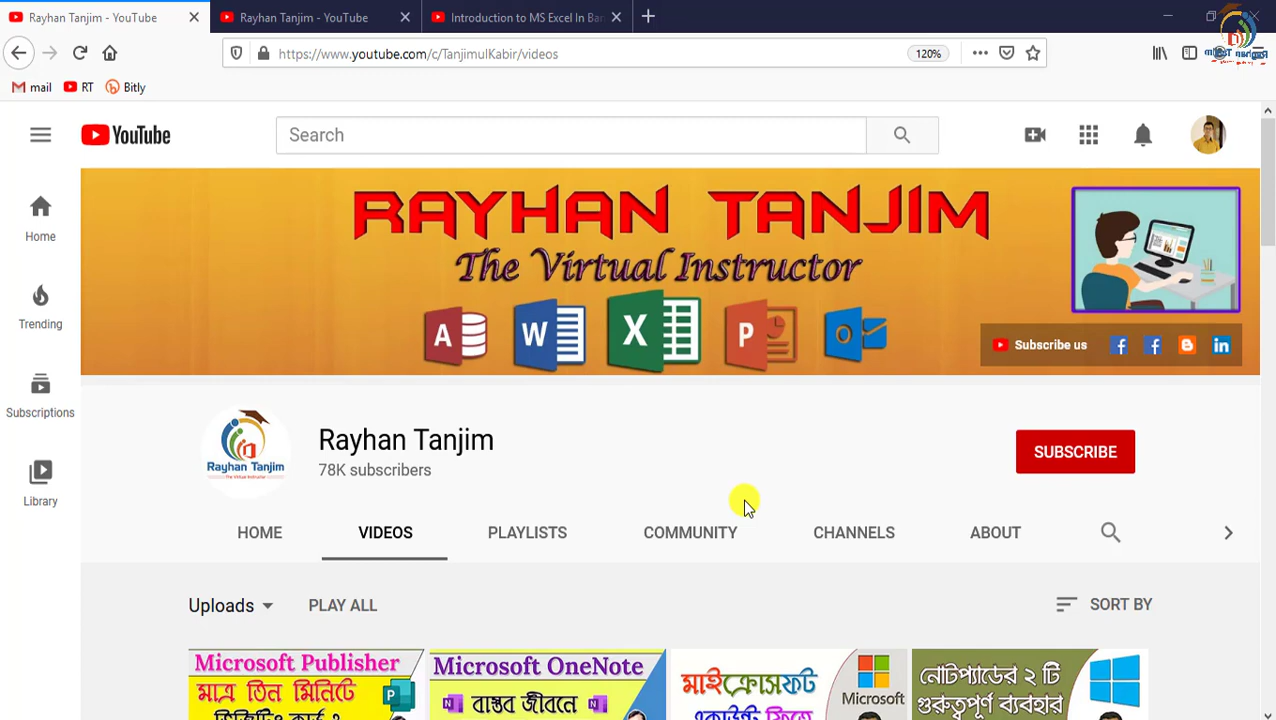 Rayhan Tanjim - YouTube
Rayhan Tanjim - YouTube
Introduction to MS Excel In Ban
https://www.youtube.com/c/TanjimulKabir/videos
120%
mail
RT
Bitly
YouTube
Search
Home
Trending
Subscriptions
Library
RAYHAN TANJIM
The Virtual Instructor
A
W
X
P
Subscribe us
Rayhan Tanjim
The Virtual Instructor
Rayhan Tanjim
78K subscribers
SUBSCRIBE
HOME
VIDEOS
PLAYLISTS
COMMUNITY
CHANNELS
ABOUT
Uploads
PLAY ALL
SORT BY
Microsoft Publisher
মাত্র তিন মিনিটে
Microsoft OneNote
বাস্তব জীবনে
মাইক্রোসফট
Microsoft
নোটপ্যাডের ২ টি
গুরুত্বপূর্ণ ব্যবহার